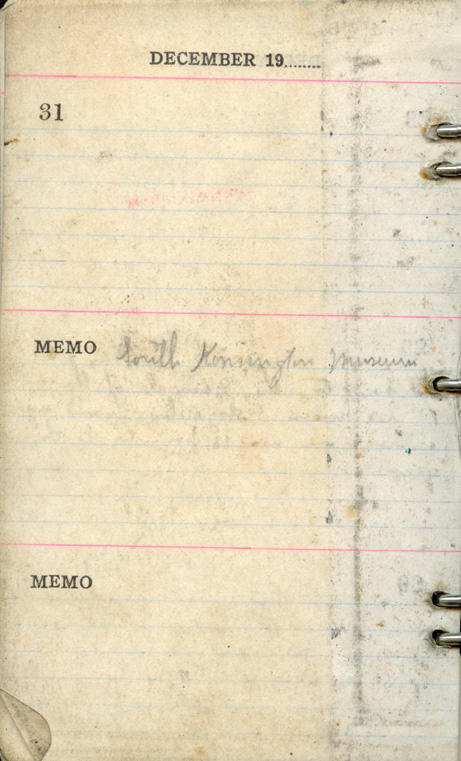 DECEMBER 19........
31
MEMO South Kensington Museum
MEMO